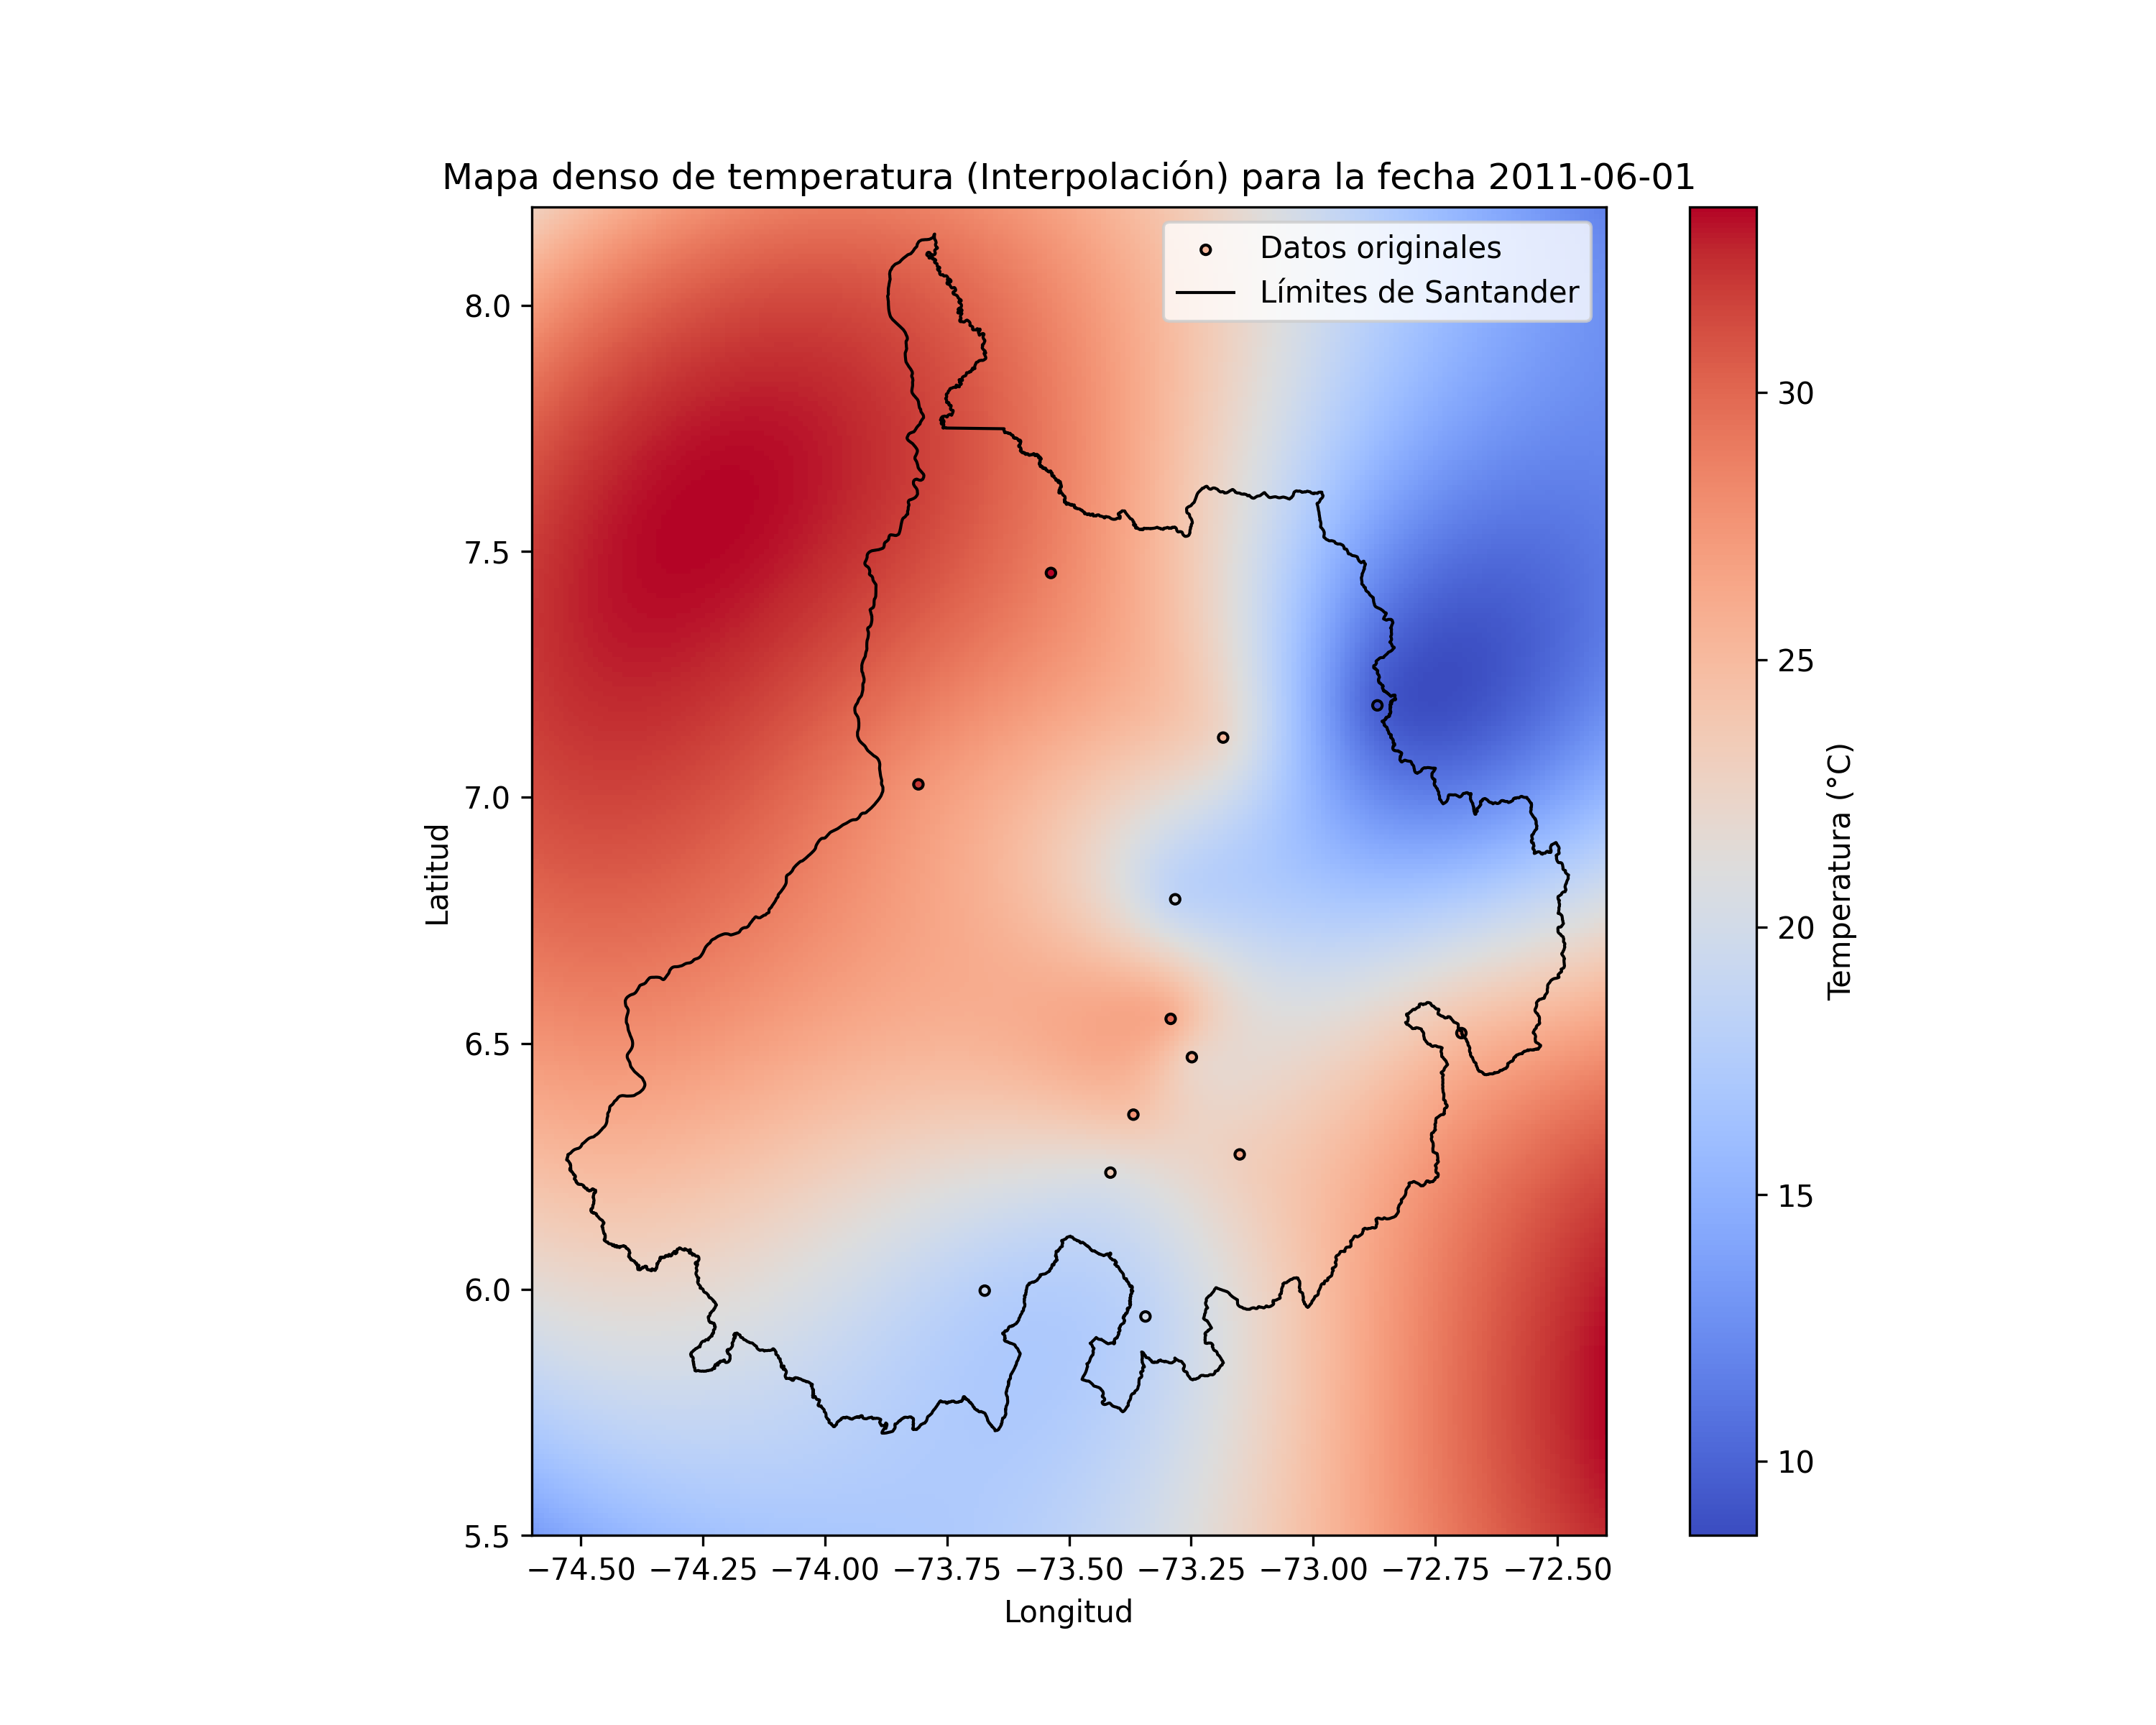 Mapa denso de temperatura (Interpolación) para la fecha 2011-06-01
Datos originales
Límites de Santander
8.0
7.5
7.0
6.5
6.0
5.5
Latitud
−74.50 −74.25 −74.00 −73.75 −73.50 −73.25 −73.00 −72.75 −72.50
Longitud
30
25
20
15
10
Temperatura (°C)